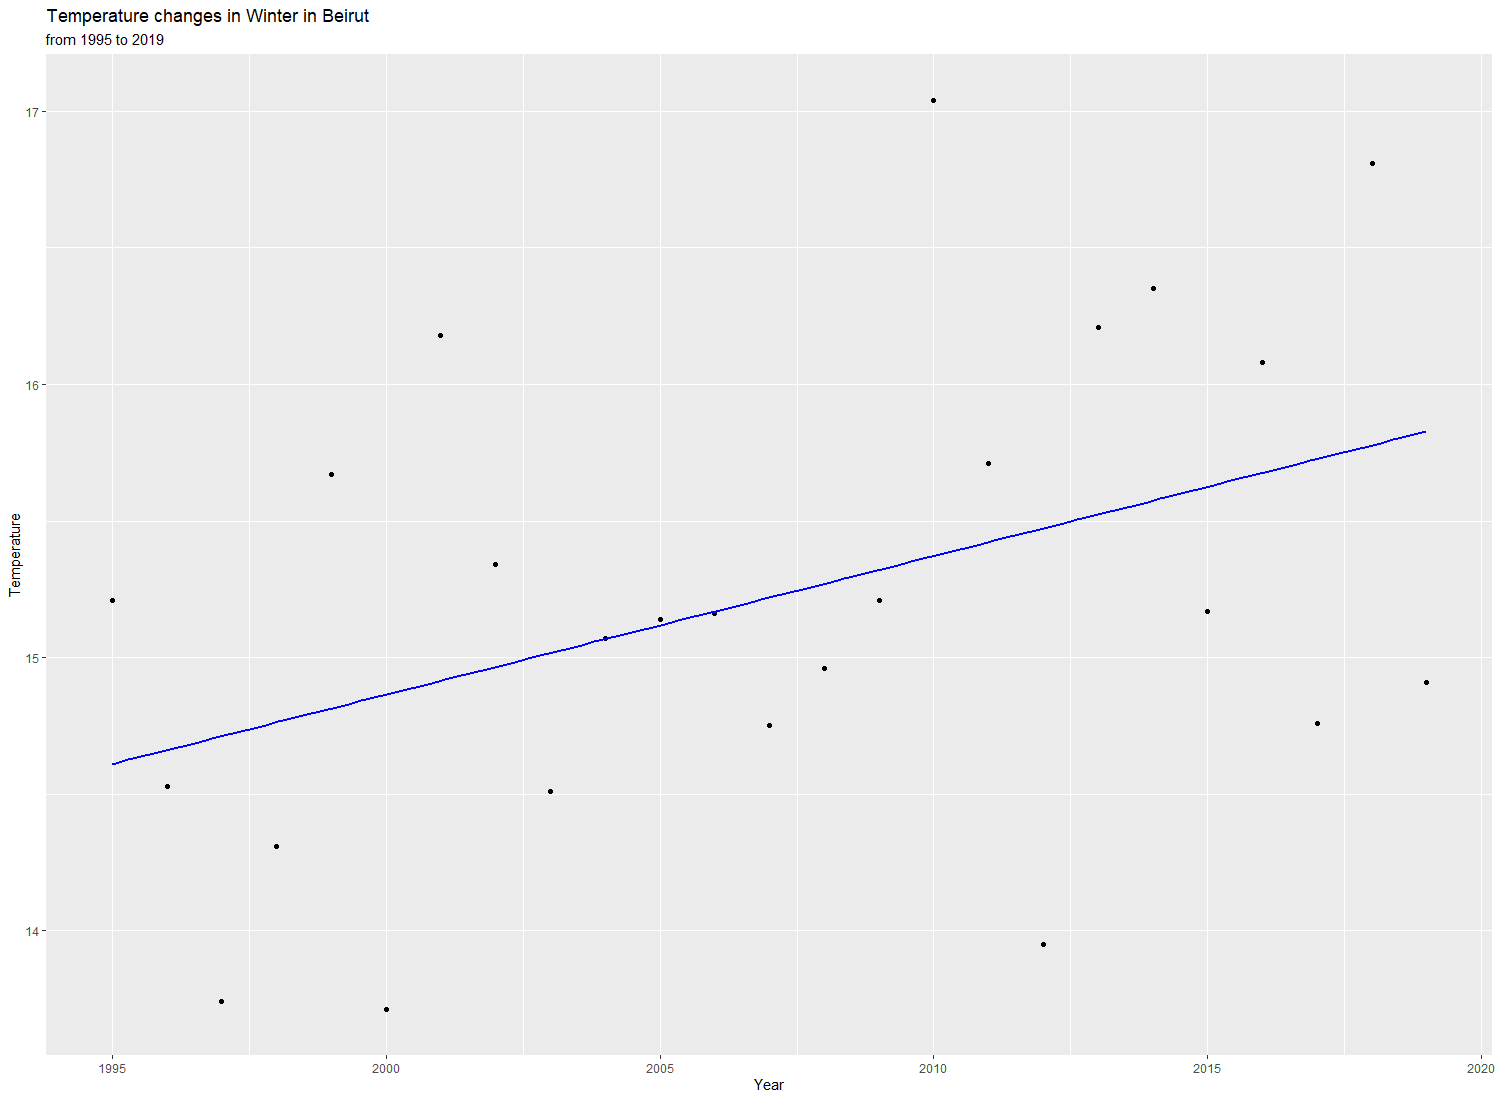 Temperature changes in Winter in Beirut
from 1995 to 2019
17
16
15
14
Temperature
1995 2000 2005 2010 2015 2020
Year